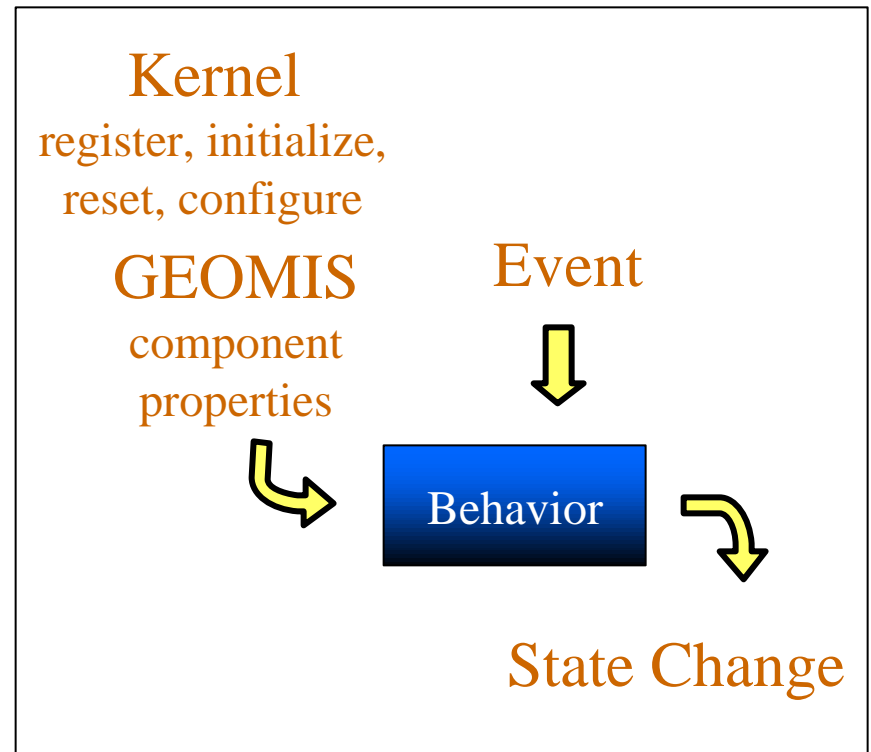 Kernel
register, initialize,
reset, configure
GEOMIS
component
properties
Event
Behavior
State Change